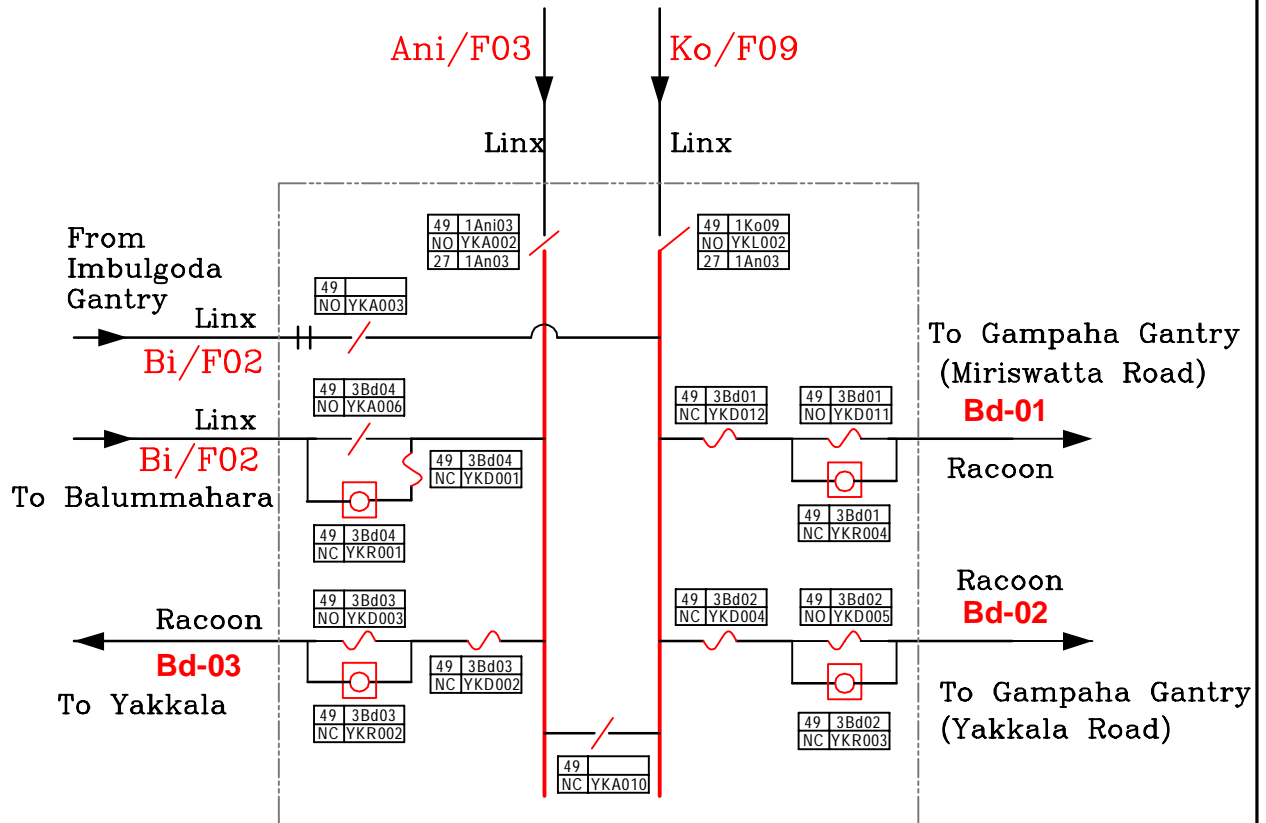 Ani/F03
Ko/F09
Linx
Linx
49 1Ani03
NO YKA002
27 1An03
49 1Ko09
NO YKL002
27 1An03
From
Imbulgoda
Gantry
49
NO YKA003
Linx
Bi/F02
To Gampaha Gantry
(Miriswatta Road)
Bd-01
Racoon
49 3Bd04
NO YKA006
Linx
Bi/F02
To Balummahara
49 3Bd04
NC YKD001
49 3Bd04
NC YKR001
49 3Bd01
NC YKD012
49 3Bd01
NO YKD011
49 3Bd01
NC YKR004
Racoon
Bd-03
To Yakkala
49 3Bd03
NO YKD003
49 3Bd03
NC YKD002
49 3Bd03
NC YKR002
49 3Bd02
NC YKD004
49 3Bd02
NO YKD005
49 3Bd02
NC YKR003
Racoon
Bd-02
To Gampaha Gantry
(Yakkala Road)
49
NC YKA010